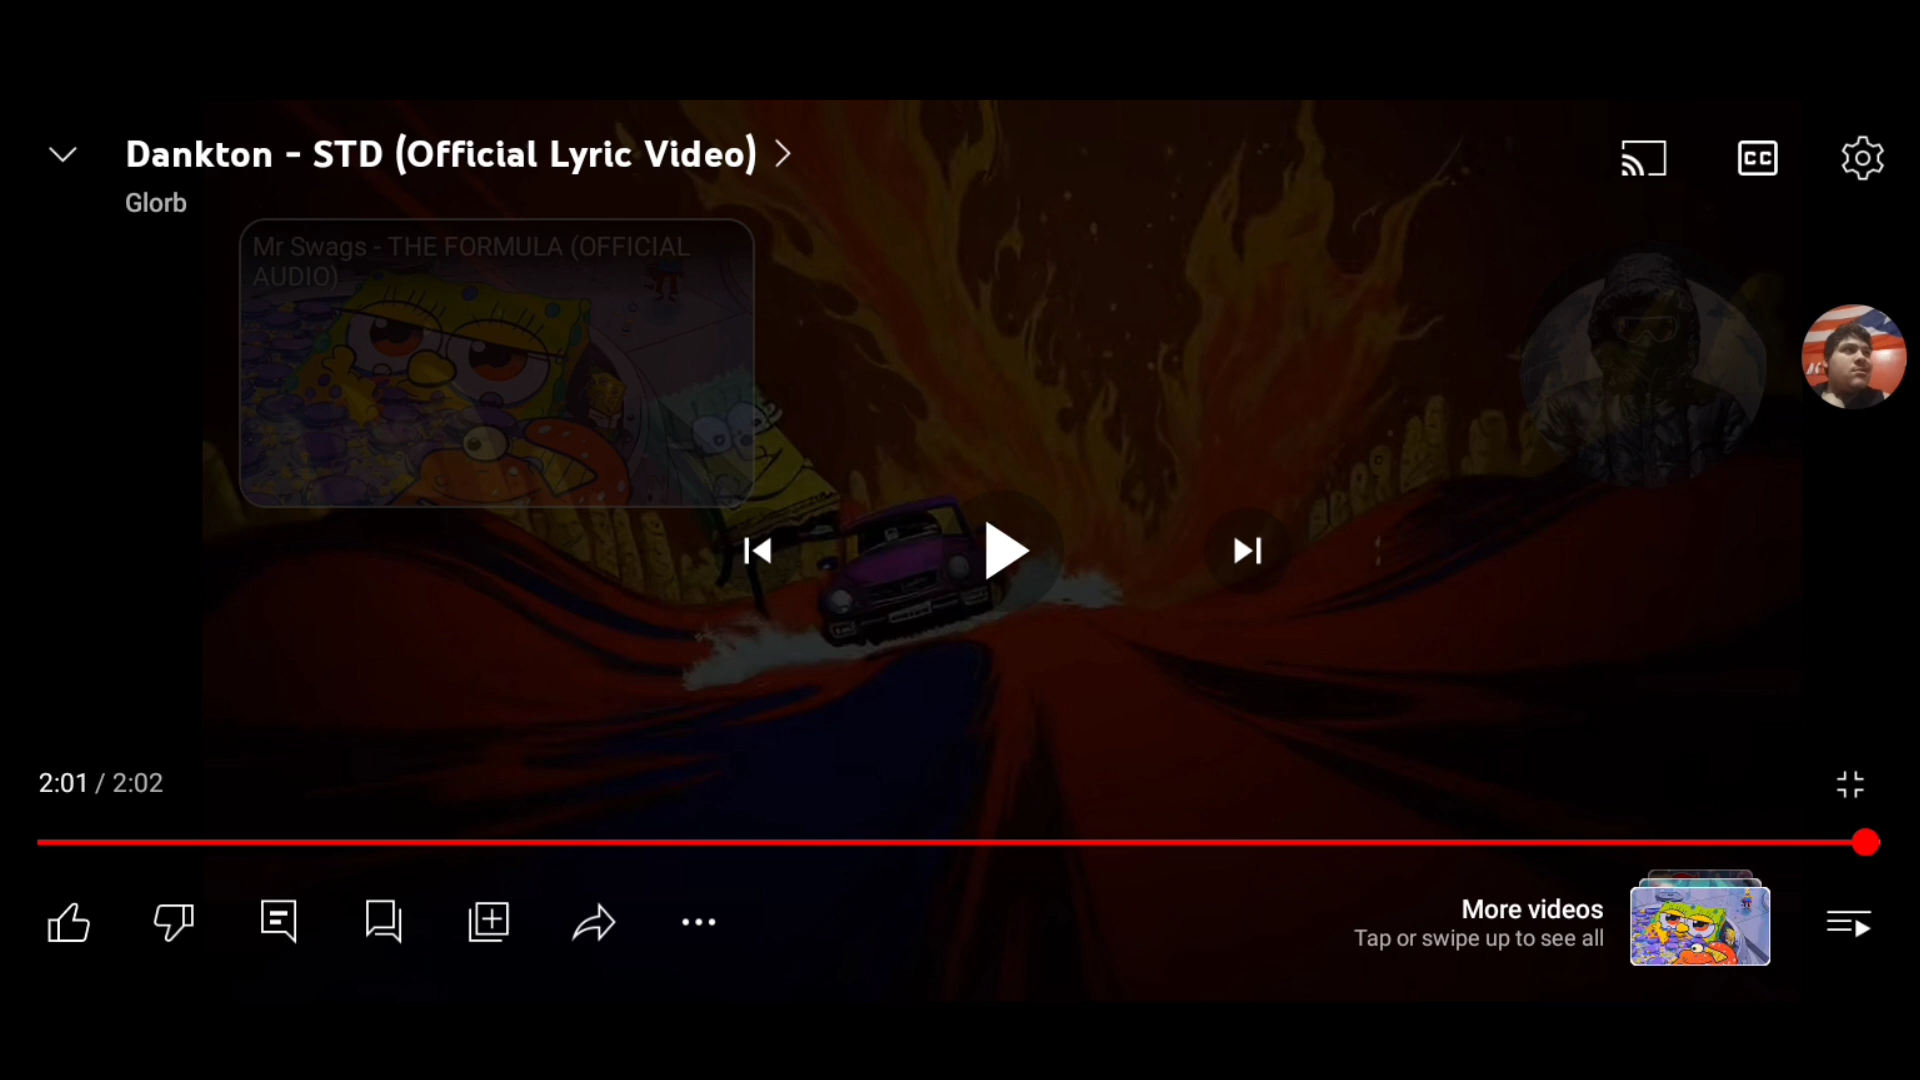 Dankton - STD (Official Lyric Video)
Glorb
Mr Swags - THE FORMULA (OFFICIAL
AUDIO)
CC
2:01 / 2:02
More videos
Tap or swipe up to see all